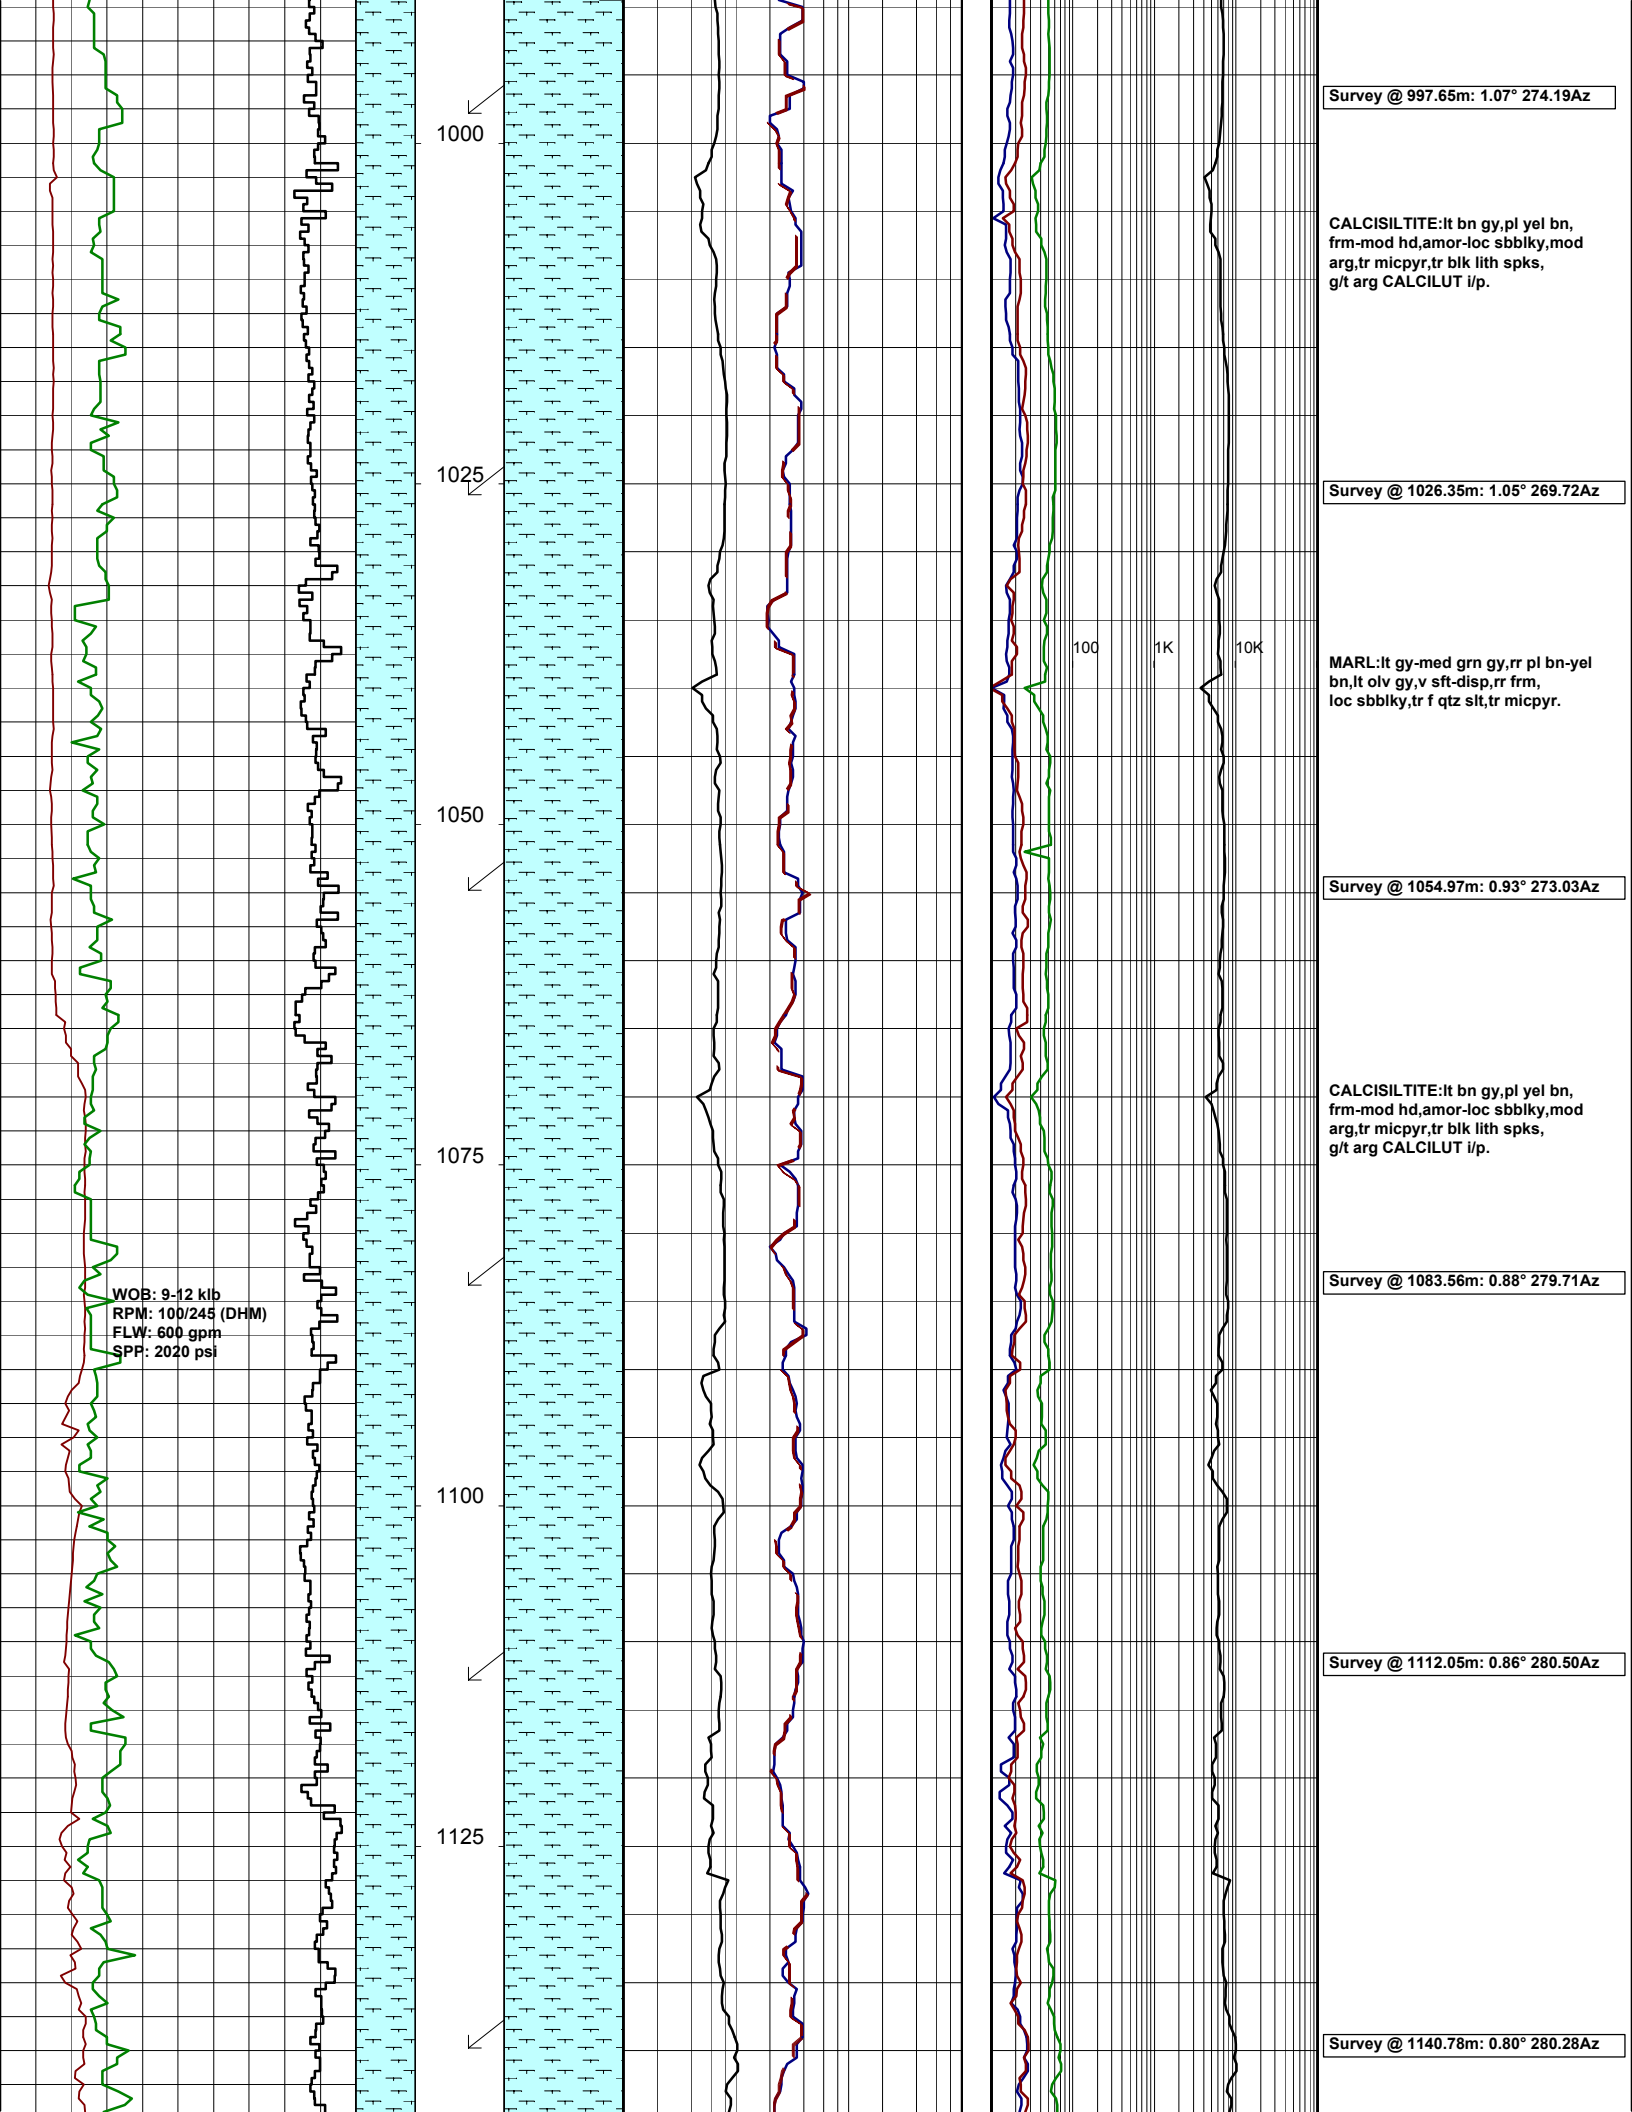 Survey @ 997.65m: 1.07° 274.19Az
1000
CALCISILTITE:lt bn gy,pl yel bn,
frm-mod hd,amor-loc sbblky,mod
arg,tr micpyr,tr blk lith spks,
g/t arg CALCILUT i/p.
1025
Survey @ 1026.35m: 1.05° 269.72Az
100 1K 10K
MARL:lt gy-med grn gy,rr pl bn-yel
bn,lt olv gy,v sft-disp,rr frm,
loc sbblky,tr f qtz slt,tr micpyr.
1050
Survey @ 1054.97m: 0.93° 273.03Az
CALCISILTITE:lt bn gy,pl yel bn,
frm-mod hd,amor-loc sbblky,mod
arg,tr micpyr,tr blk lith spks,
g/t arg CALCILUT i/p.
1075
Survey @ 1083.56m: 0.88° 279.71Az
WOB: 9-12 klb
RPM: 100/245 (DHM)
FLW: 600 gpm
SPP: 2020 psi
1100
Survey @ 1112.05m: 0.86° 280.50Az
1125
Survey @ 1140.78m: 0.80° 280.28Az